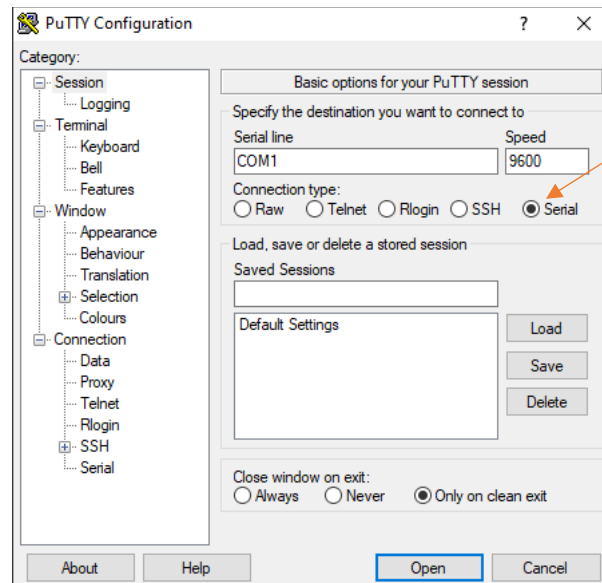 PuTTY Configuration
? ×
Category:
Session
Logging
Terminal
Keyboard
Bell
Features
Window
Appearance
Behaviour
Translation
Selection
Colours
Connection
Data
Proxy
Telnet
Rlogin
SSH
Serial
Basic options for your PuTTY session
Specify the destination you want to connect to
Serial line Speed
COM1 9600
Connection type:
Raw Telnet Rlogin SSH Serial
Load, save or delete a stored session
Saved Sessions
Default Settings
Load
Save
Delete
Close window on exit:
Always Never Only on clean exit
About Help Open Cancel